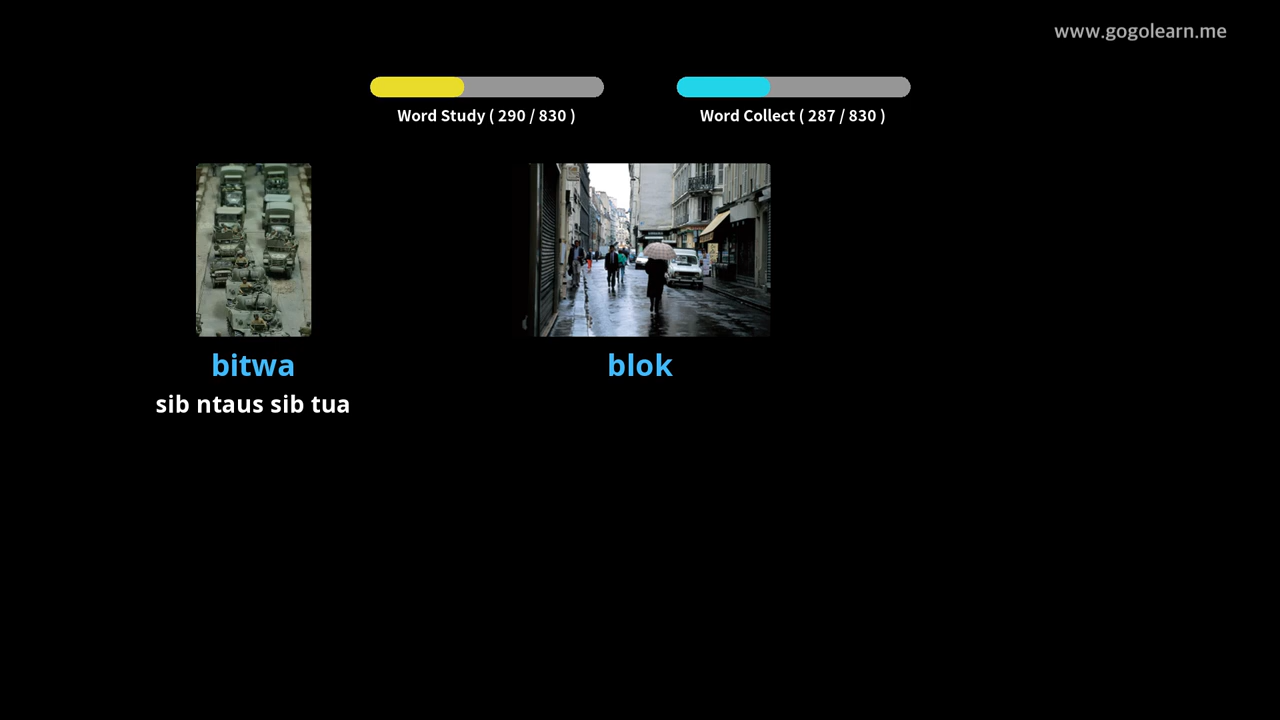 www.gogolearn.me
Word Study ( 290 / 830 )
Word Collect ( 287 / 830 )
bitwa
blok
sib ntaus sib tua